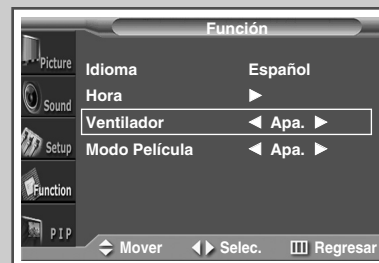 Función
Picture
Sound
Setup
Function
PIP
Idioma Español
Hora
Ventilador Apa.
Modo Película Apa.
Mover Selec. Regresar